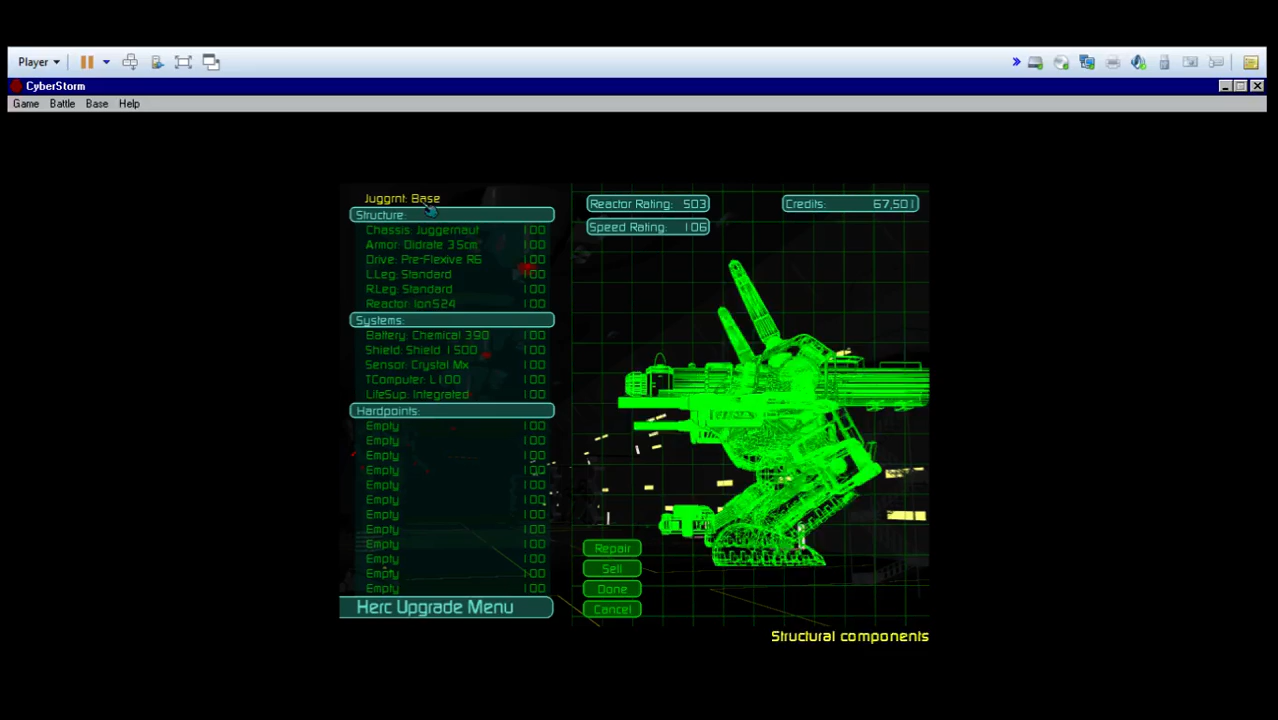 Player
CyberStorm
Game Battle Base Help
Juggrnt: Base
Structure:
Chassis: Juggernaut 100
Armor: Didrate 35cm 100
Drive: Pre-Flexive R6 100
L.Leg: Standard 100
R.Leg: Standard 100
Reactor: Ion524 100
Systems:
Battery: Chemical 390 100
Shield: Shield 1500 100
Sensor: Crystal Mx 100
TComputer: L100 100
LifeSup: Integrated 100
Hardpoints:
Empty 100
Empty 100
Empty 100
Empty 100
Empty 100
Empty 100
Empty 100
Empty 100
Empty 100
Empty 100
Empty 100
Empty 100
Herc Upgrade Menu
Reactor Rating: 503
Speed Rating: 106
Credits: 67,501
Repair
Sell
Done
Cancel
Structural components